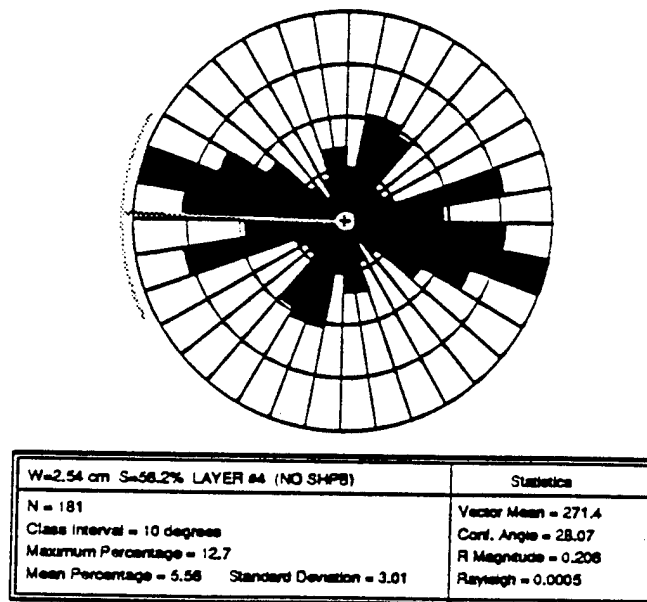 W=2.54 cm S=56.2% LAYER #4 (NO SHPB)
N = 181
Class Interval = 10 degrees
Maximum Percentage = 12.7
Mean Percentage = 5.56 Standard Deviation = 3.01
Statistics
Vector Mean = 271.4
Conf. Angle = 28.07
R Magnitude = 0.206
Rayleigh = 0.0005